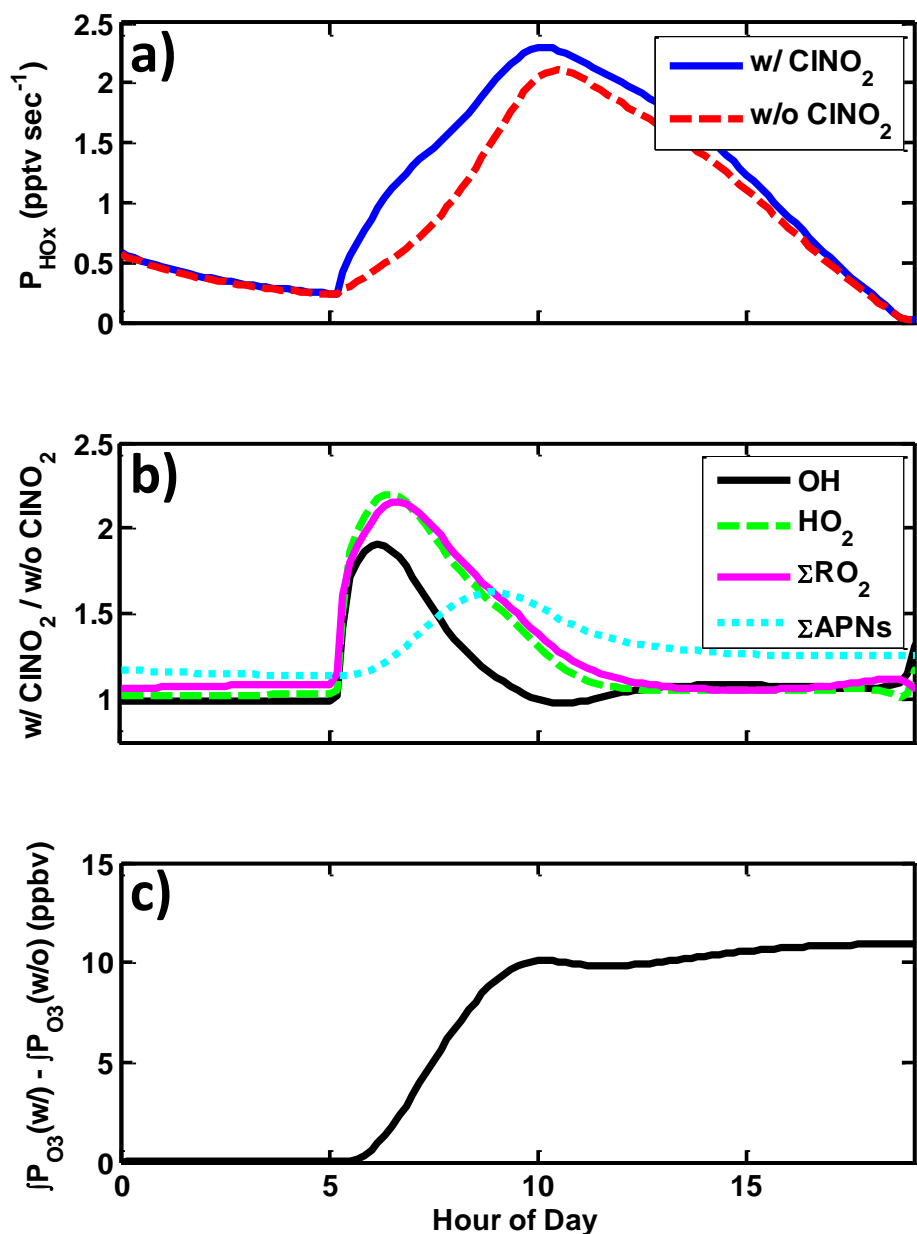 a)
P_HOx (pptv sec⁻¹)
2.5
2
1.5
1
0.5
0
w/ ClNO₂
w/o ClNO₂
b)
w/ ClNO₂ / w/o ClNO₂
2.5
2
1.5
1
OH
HO₂
ΣRO₂
ΣAPNs
c)
∫P_O3(w/) - ∫P_O3(w/o) (ppbv)
15
10
5
0
0 5 10 15
Hour of Day